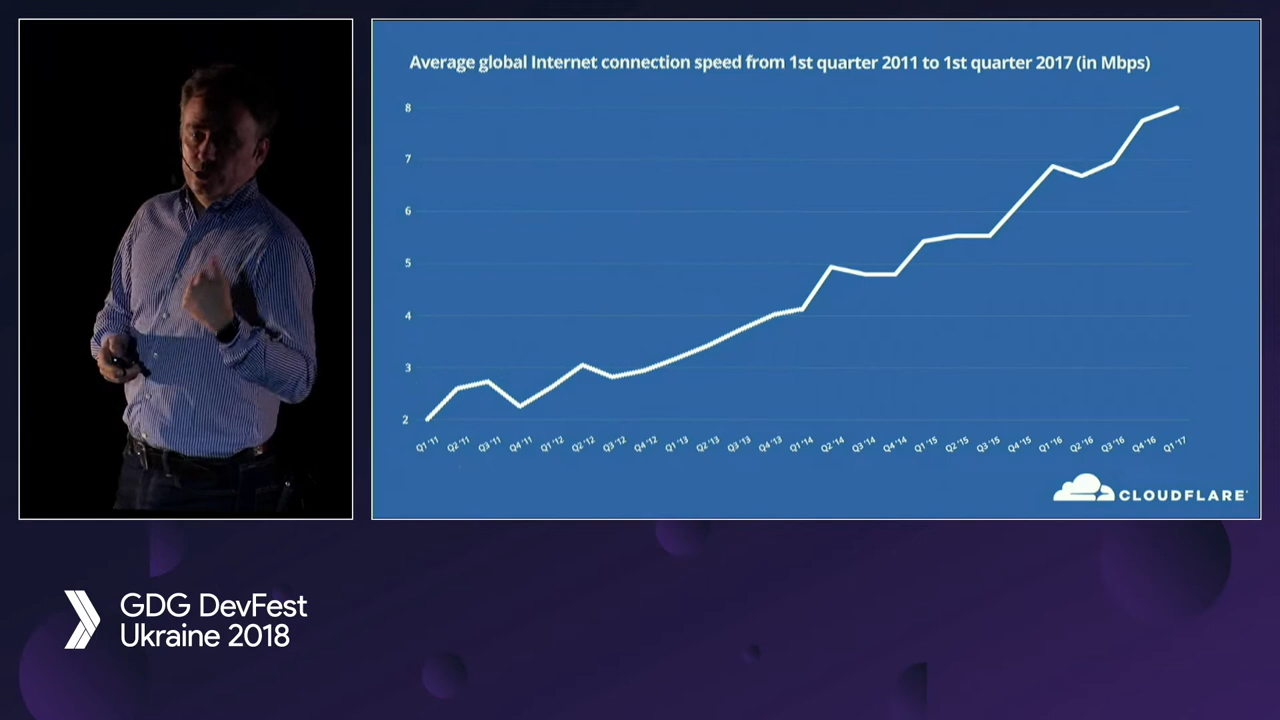 Average global Internet connection speed from 1st quarter 2011 to 1st quarter 2017 (in Mbps)
8
7
6
5
4
3
2
Q1 '11 Q2 '11 Q3 '11 Q4 '11 Q1 '12 Q2 '12 Q3 '12 Q4 '12 Q1 '13 Q2 '13 Q3 '13 Q4 '13 Q1 '14 Q2 '14 Q3 '14 Q4 '14 Q1 '15 Q2 '15 Q3 '15 Q4 '15 Q1 '16 Q2 '16 Q3 '16 Q4 '16 Q1 '17
CLOUDFLARE
GDG DevFest
Ukraine 2018